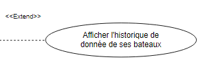 <<Extend>>
Afficher l'historique de
donnée de ses bateaux